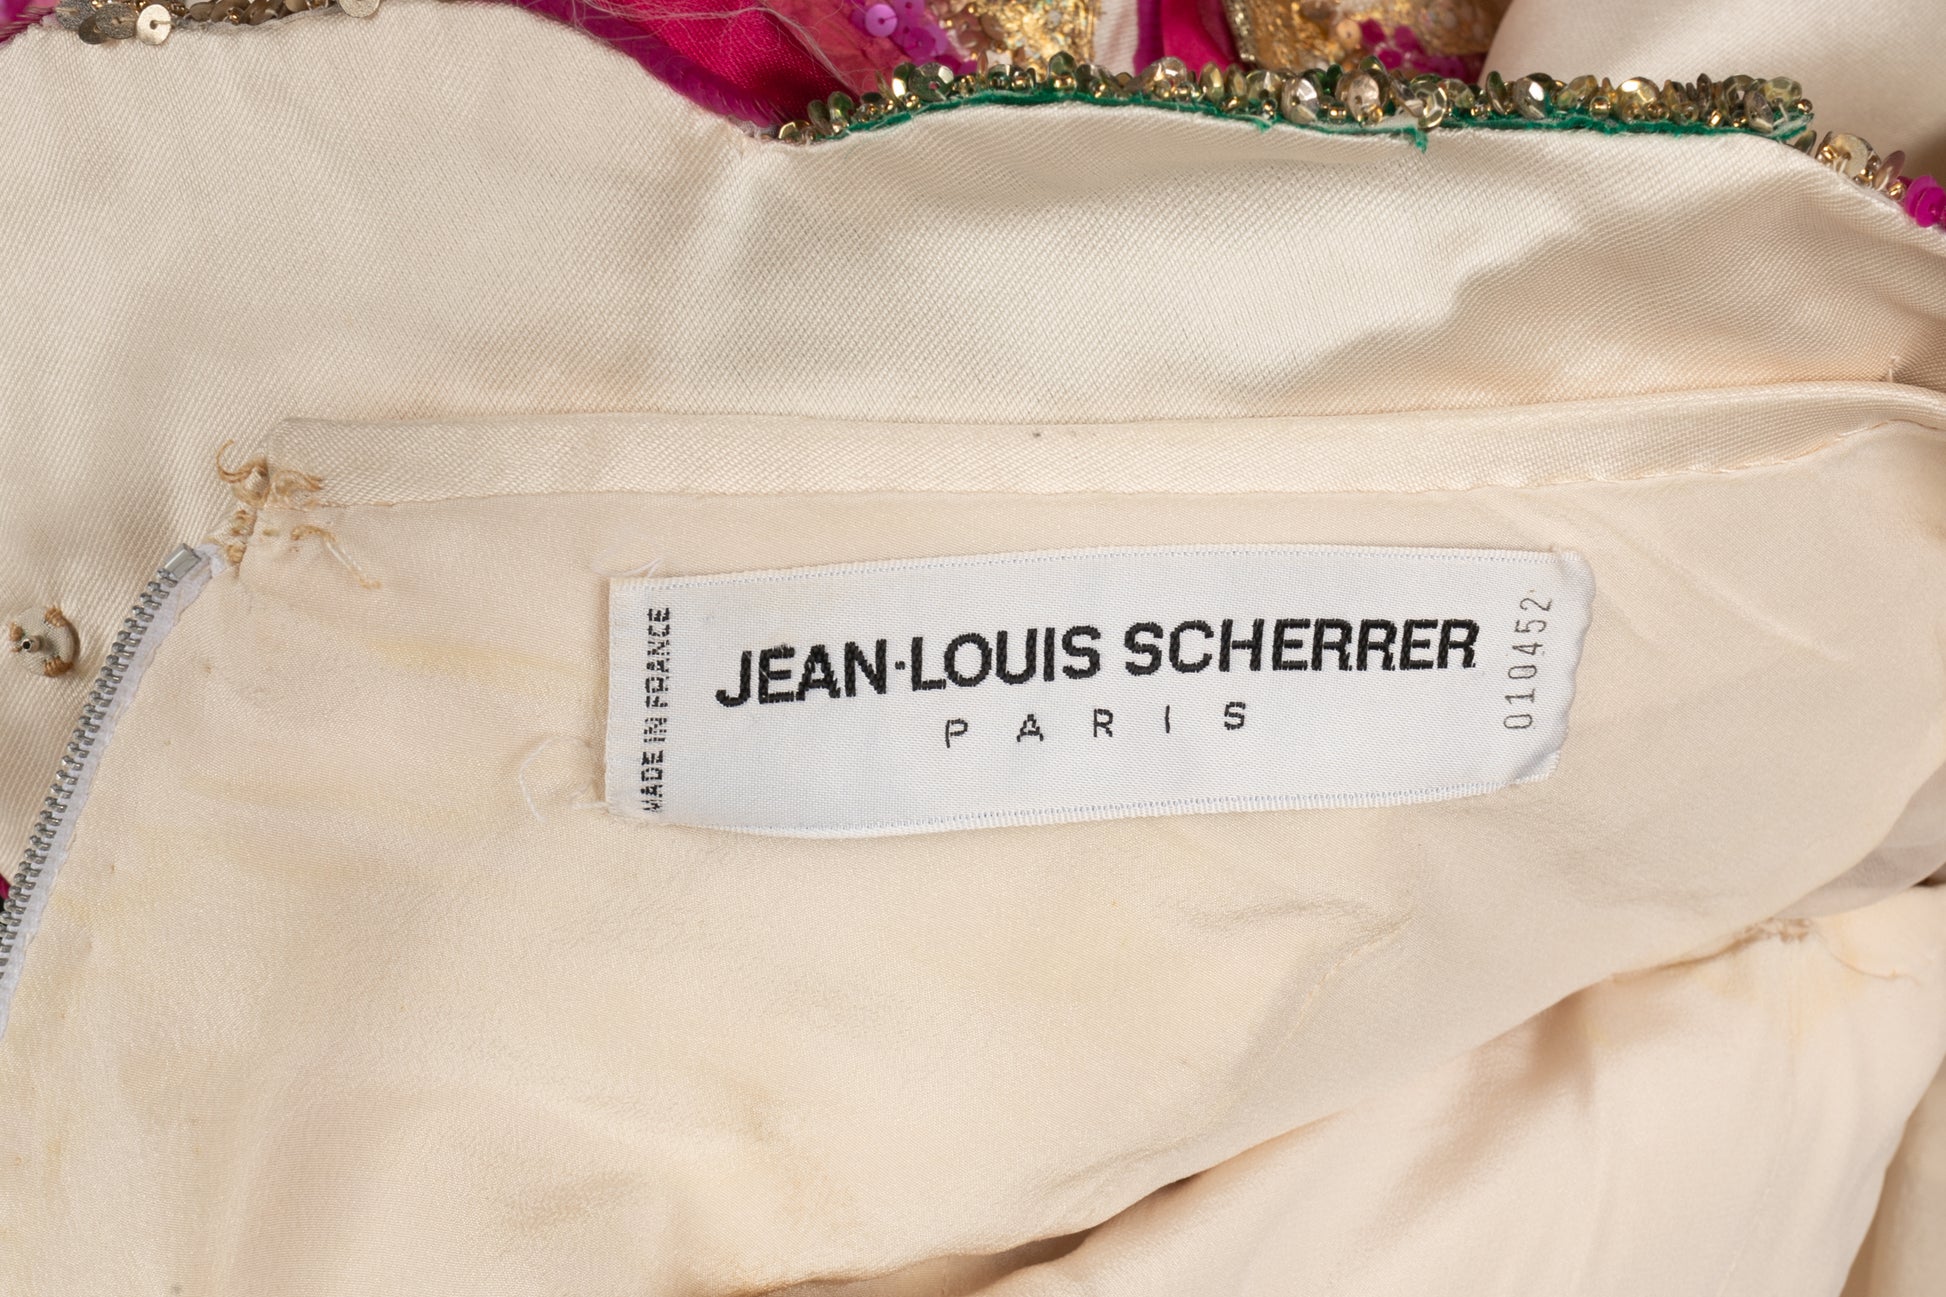 MADE IN FRANCE
JEAN-LOUIS SCHERRER
PARIS
010452